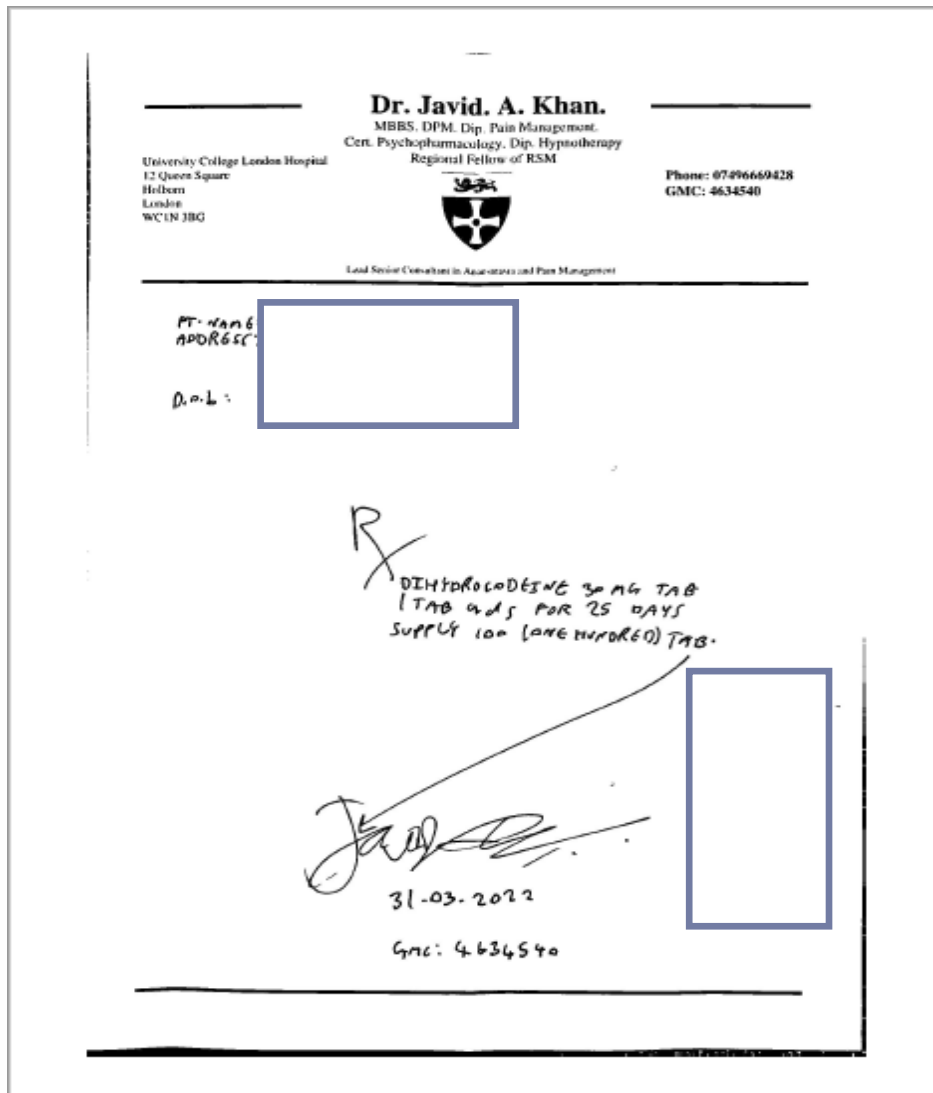 Dr. Javid. A. Khan.
MBBS. DPM. Dip. Pain Management.
Cert. Psychopharmacology. Dip. Hypnotherapy
Regional Fellow of RSM
University College London Hospital
12 Queen Square
Holborn
London
WC1N 3BG
Phone: 07496669428
GMC: 4634540
Lead Senior Consultant in Anaesthesia and Pain Management
PT. NAME
ADDRESS:
D.o.b:
Rx
DIHYDROCODEINE 30 MG TAB
1 TAB qds FOR 25 DAYS
SUPPLY 100 (ONE HUNDRED) TAB.
31-03-2022
GMC: 4634540